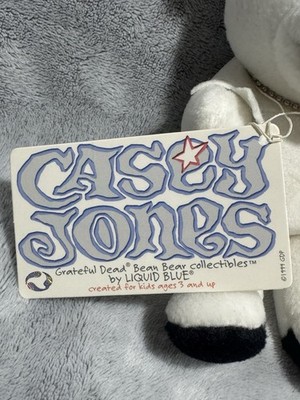 CASEY
JONES
Grateful Dead® Bean Bear collectibles™
by LIQUID BLUE®
created for kids ages 3 and up
©1999 GDP